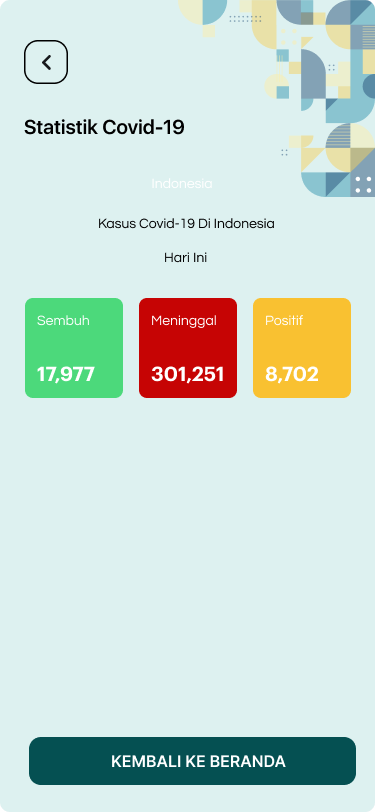 Statistik Covid-19
Indonesia
Kasus Covid-19 Di Indonesia
Hari Ini
Sembuh
17,977
Meninggal
301,251
Positif
8,702
KEMBALI KE BERANDA